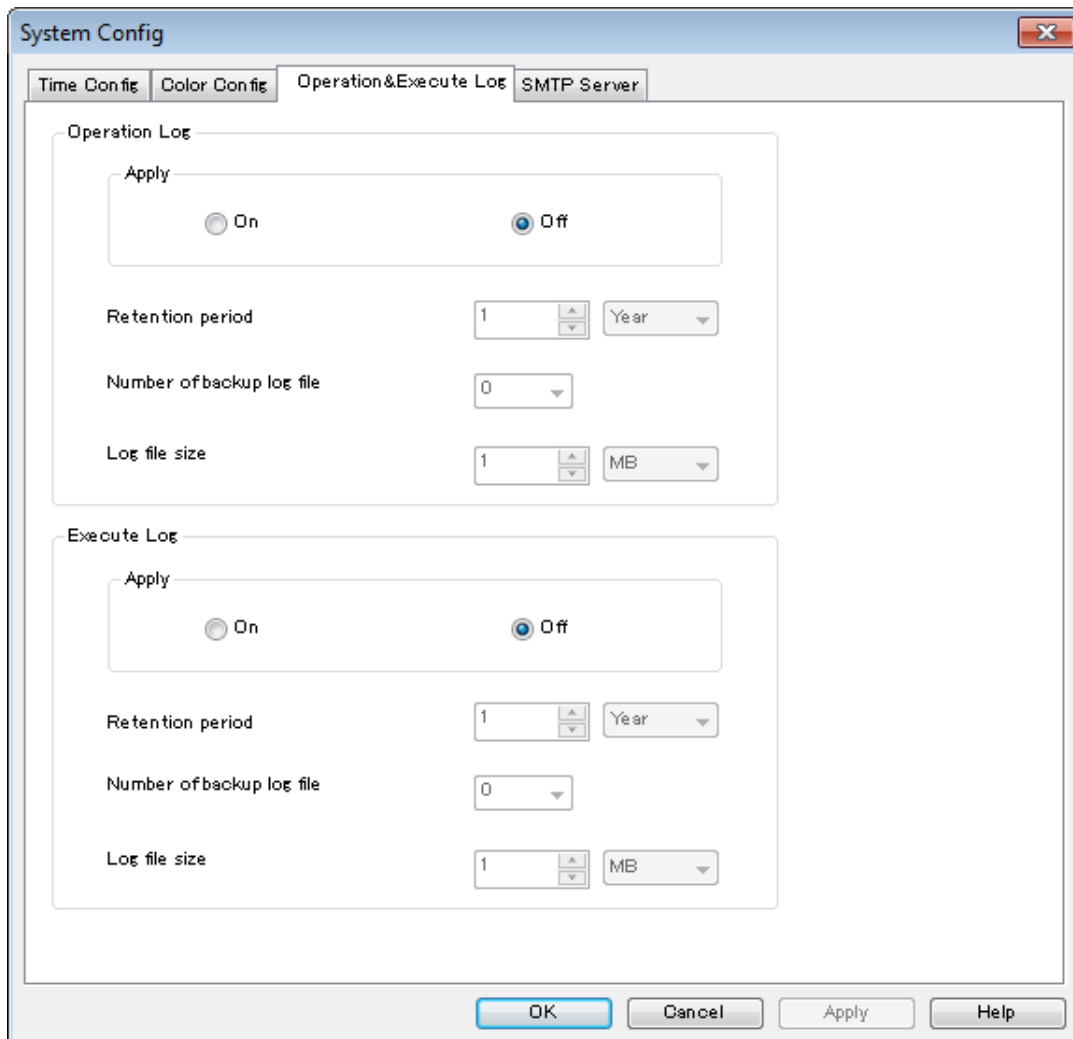 System Config
Time Config Color Config Operation&Execute Log SMTP Server
Operation Log
Apply
On Off
Retention period 1 Year
Number of backup log file 0
Log file size 1 MB
Execute Log
Apply
On Off
Retention period 1 Year
Number of backup log file 0
Log file size 1 MB
OK Cancel Apply Help